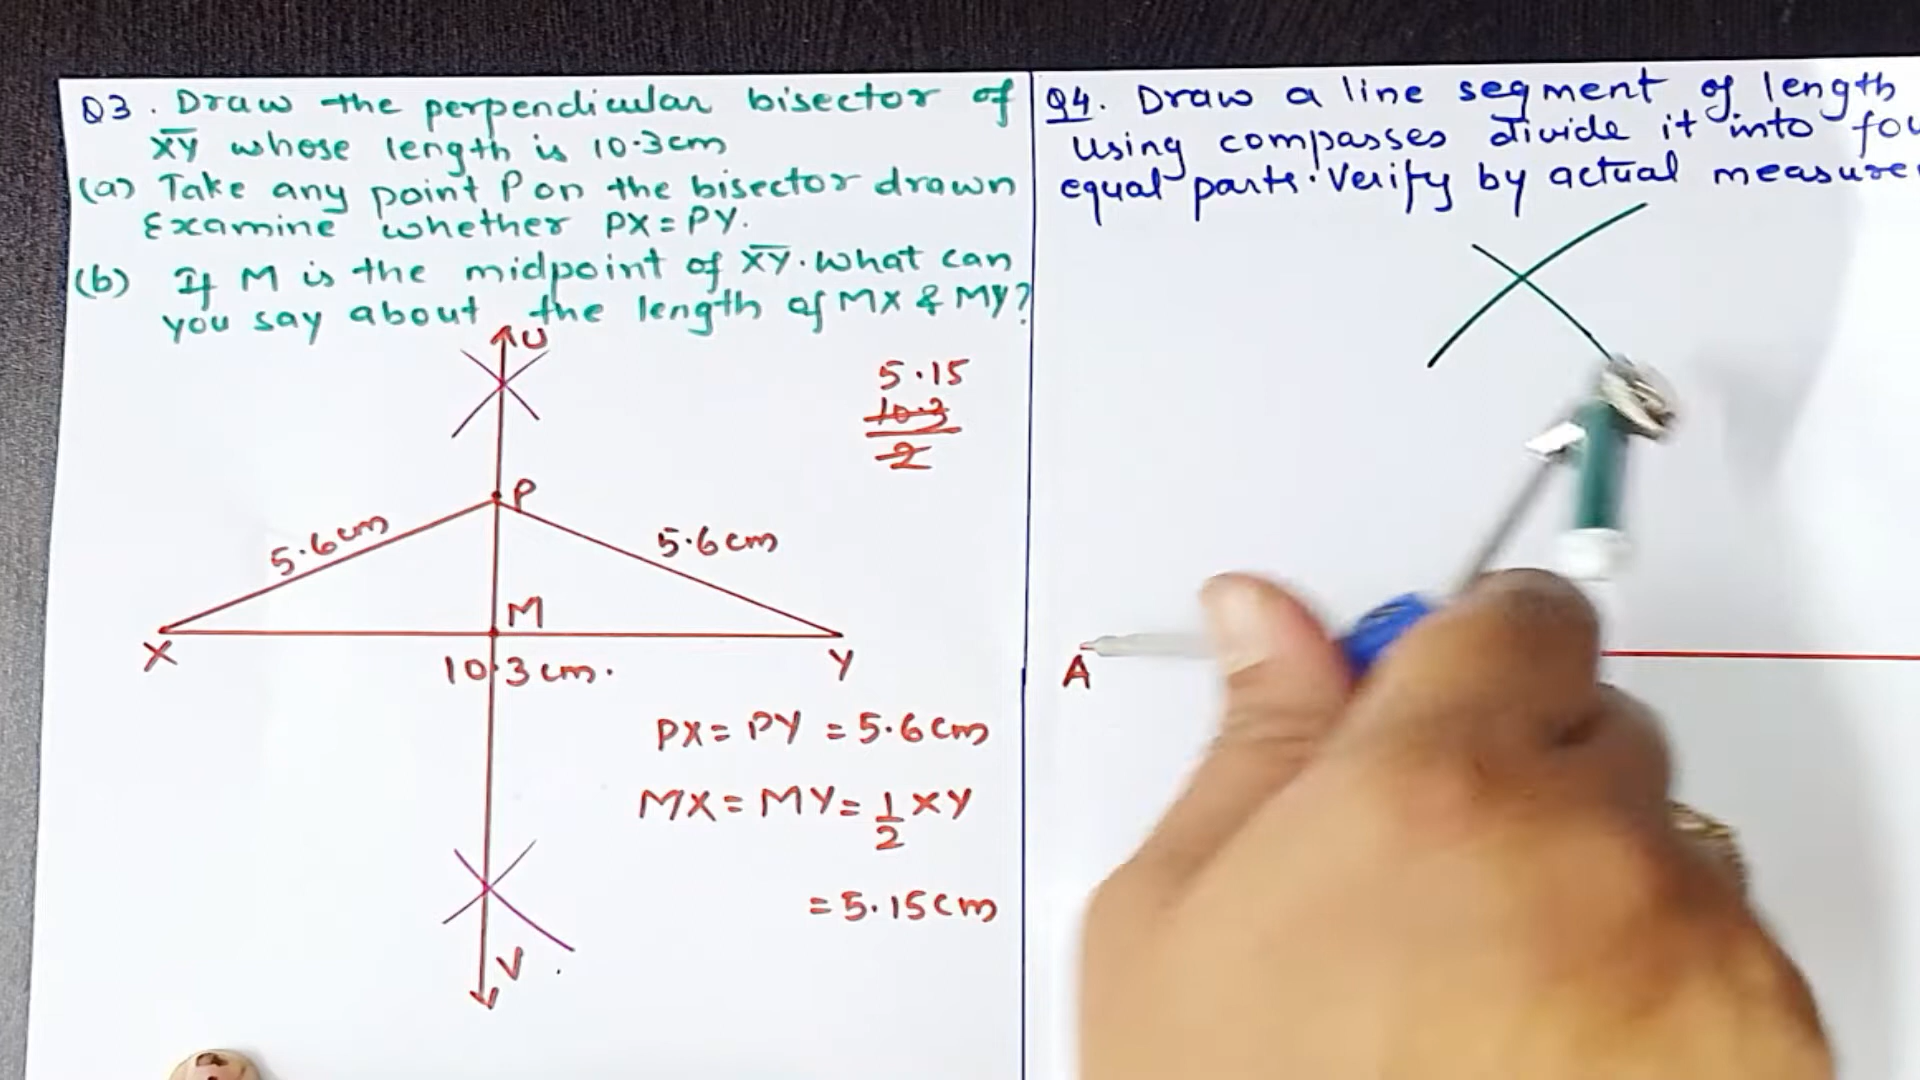 Q3. Draw the perpendicular bisector of
XY whose length is 10.3cm
(a) Take any point P on the bisector drawn
Examine whether PX=PY.
(b) If M is the midpoint of XY. what can
you say about the length of MX & MY?
U
5.15
10.3
2
P
5.6cm
5.6cm
M
X
10.3cm.
Y
PX= PY = 5.6cm
MX= MY= 1/2 XY
= 5.15cm
V
Q4. Draw a line segment of length
Using compasses divide it into
equal parts. Verify by actual
A